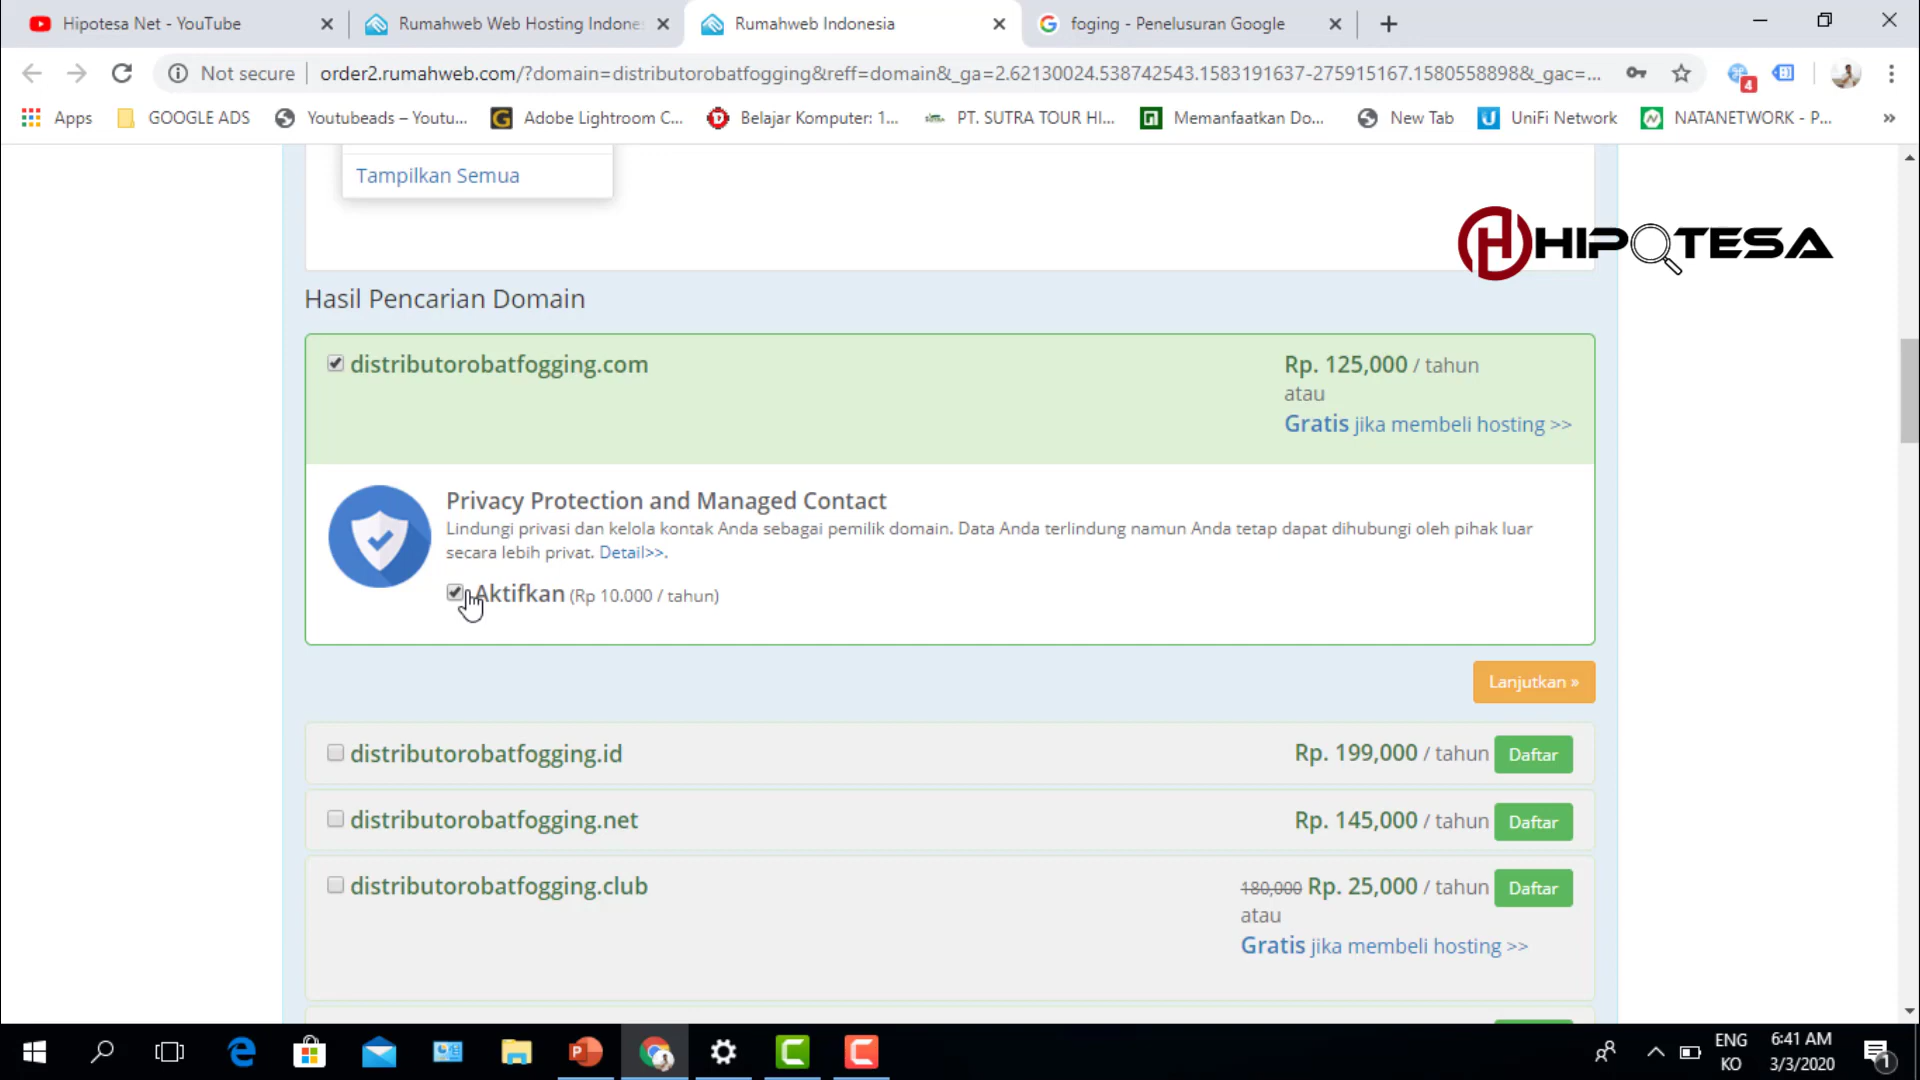 Hipotesa Net - YouTube
Rumahweb Web Hosting Indone
Rumahweb Indonesia
foging - Penelusuran Google
Not secure
order2.rumahweb.com/?domain=distributorobatfogging&reff=domain&_ga=2.62130024.538742543.1583191637-275915167.1580558898&_gac=...
4
Apps
GOOGLE ADS
Youtubeads – Youtu...
Adobe Lightroom C...
Belajar Komputer: 1...
PT. SUTRA TOUR HI...
Memanfaatkan Do...
New Tab
UniFi Network
NATANETWORK - P...
»
Tampilkan Semua
HIPOTESA
Hasil Pencarian Domain
distributorobatfogging.com
Rp. 125,000 / tahun
atau
Gratis jika membeli hosting >>
Privacy Protection and Managed Contact
Lindungi privasi dan kelola kontak Anda sebagai pemilik domain. Data Anda terlindung namun Anda tetap dapat dihubungi oleh pihak luar
secara lebih privat. Detail>>.
Aktifkan (Rp 10.000 / tahun)
Lanjutkan »
distributorobatfogging.id
Rp. 199,000 / tahun Daftar
distributorobatfogging.net
Rp. 145,000 / tahun Daftar
distributorobatfogging.club
180,000 Rp. 25,000 / tahun Daftar
atau
Gratis jika membeli hosting >>
ENG
KO
6:41 AM
3/3/2020
1